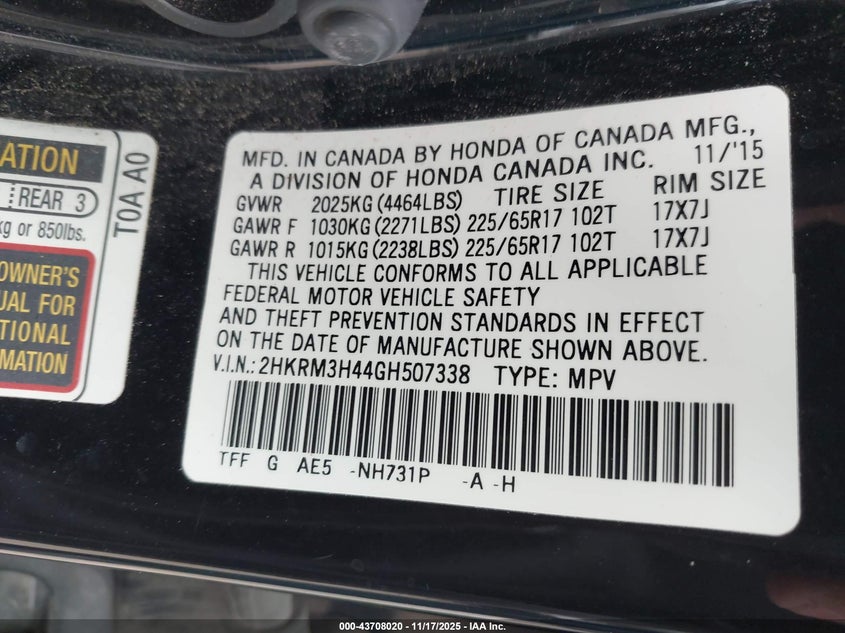 ATION
REAR 3
kg or 850lbs.
OWNER'S
UAL FOR
TIONAL
RMATION
T0A A0
MFD. IN CANADA BY HONDA OF CANADA MFG.,
A DIVISION OF HONDA CANADA INC. 11/'15
GVWR 2025KG (4464LBS) TIRE SIZE RIM SIZE
GAWR F 1030KG (2271LBS) 225/65R17 102T 17X7J
GAWR R 1015KG (2238LBS) 225/65R17 102T 17X7J
THIS VEHICLE CONFORMS TO ALL APPLICABLE
FEDERAL MOTOR VEHICLE SAFETY
AND THEFT PREVENTION STANDARDS IN EFFECT
ON THE DATE OF MANUFACTURE SHOWN ABOVE.
V.I.N.: 2HKRM3H44GH507338 TYPE: MPV
TFF G AE5 -NH731P -A -H
000-43708020 - 11/17/2025 - IAA Inc.